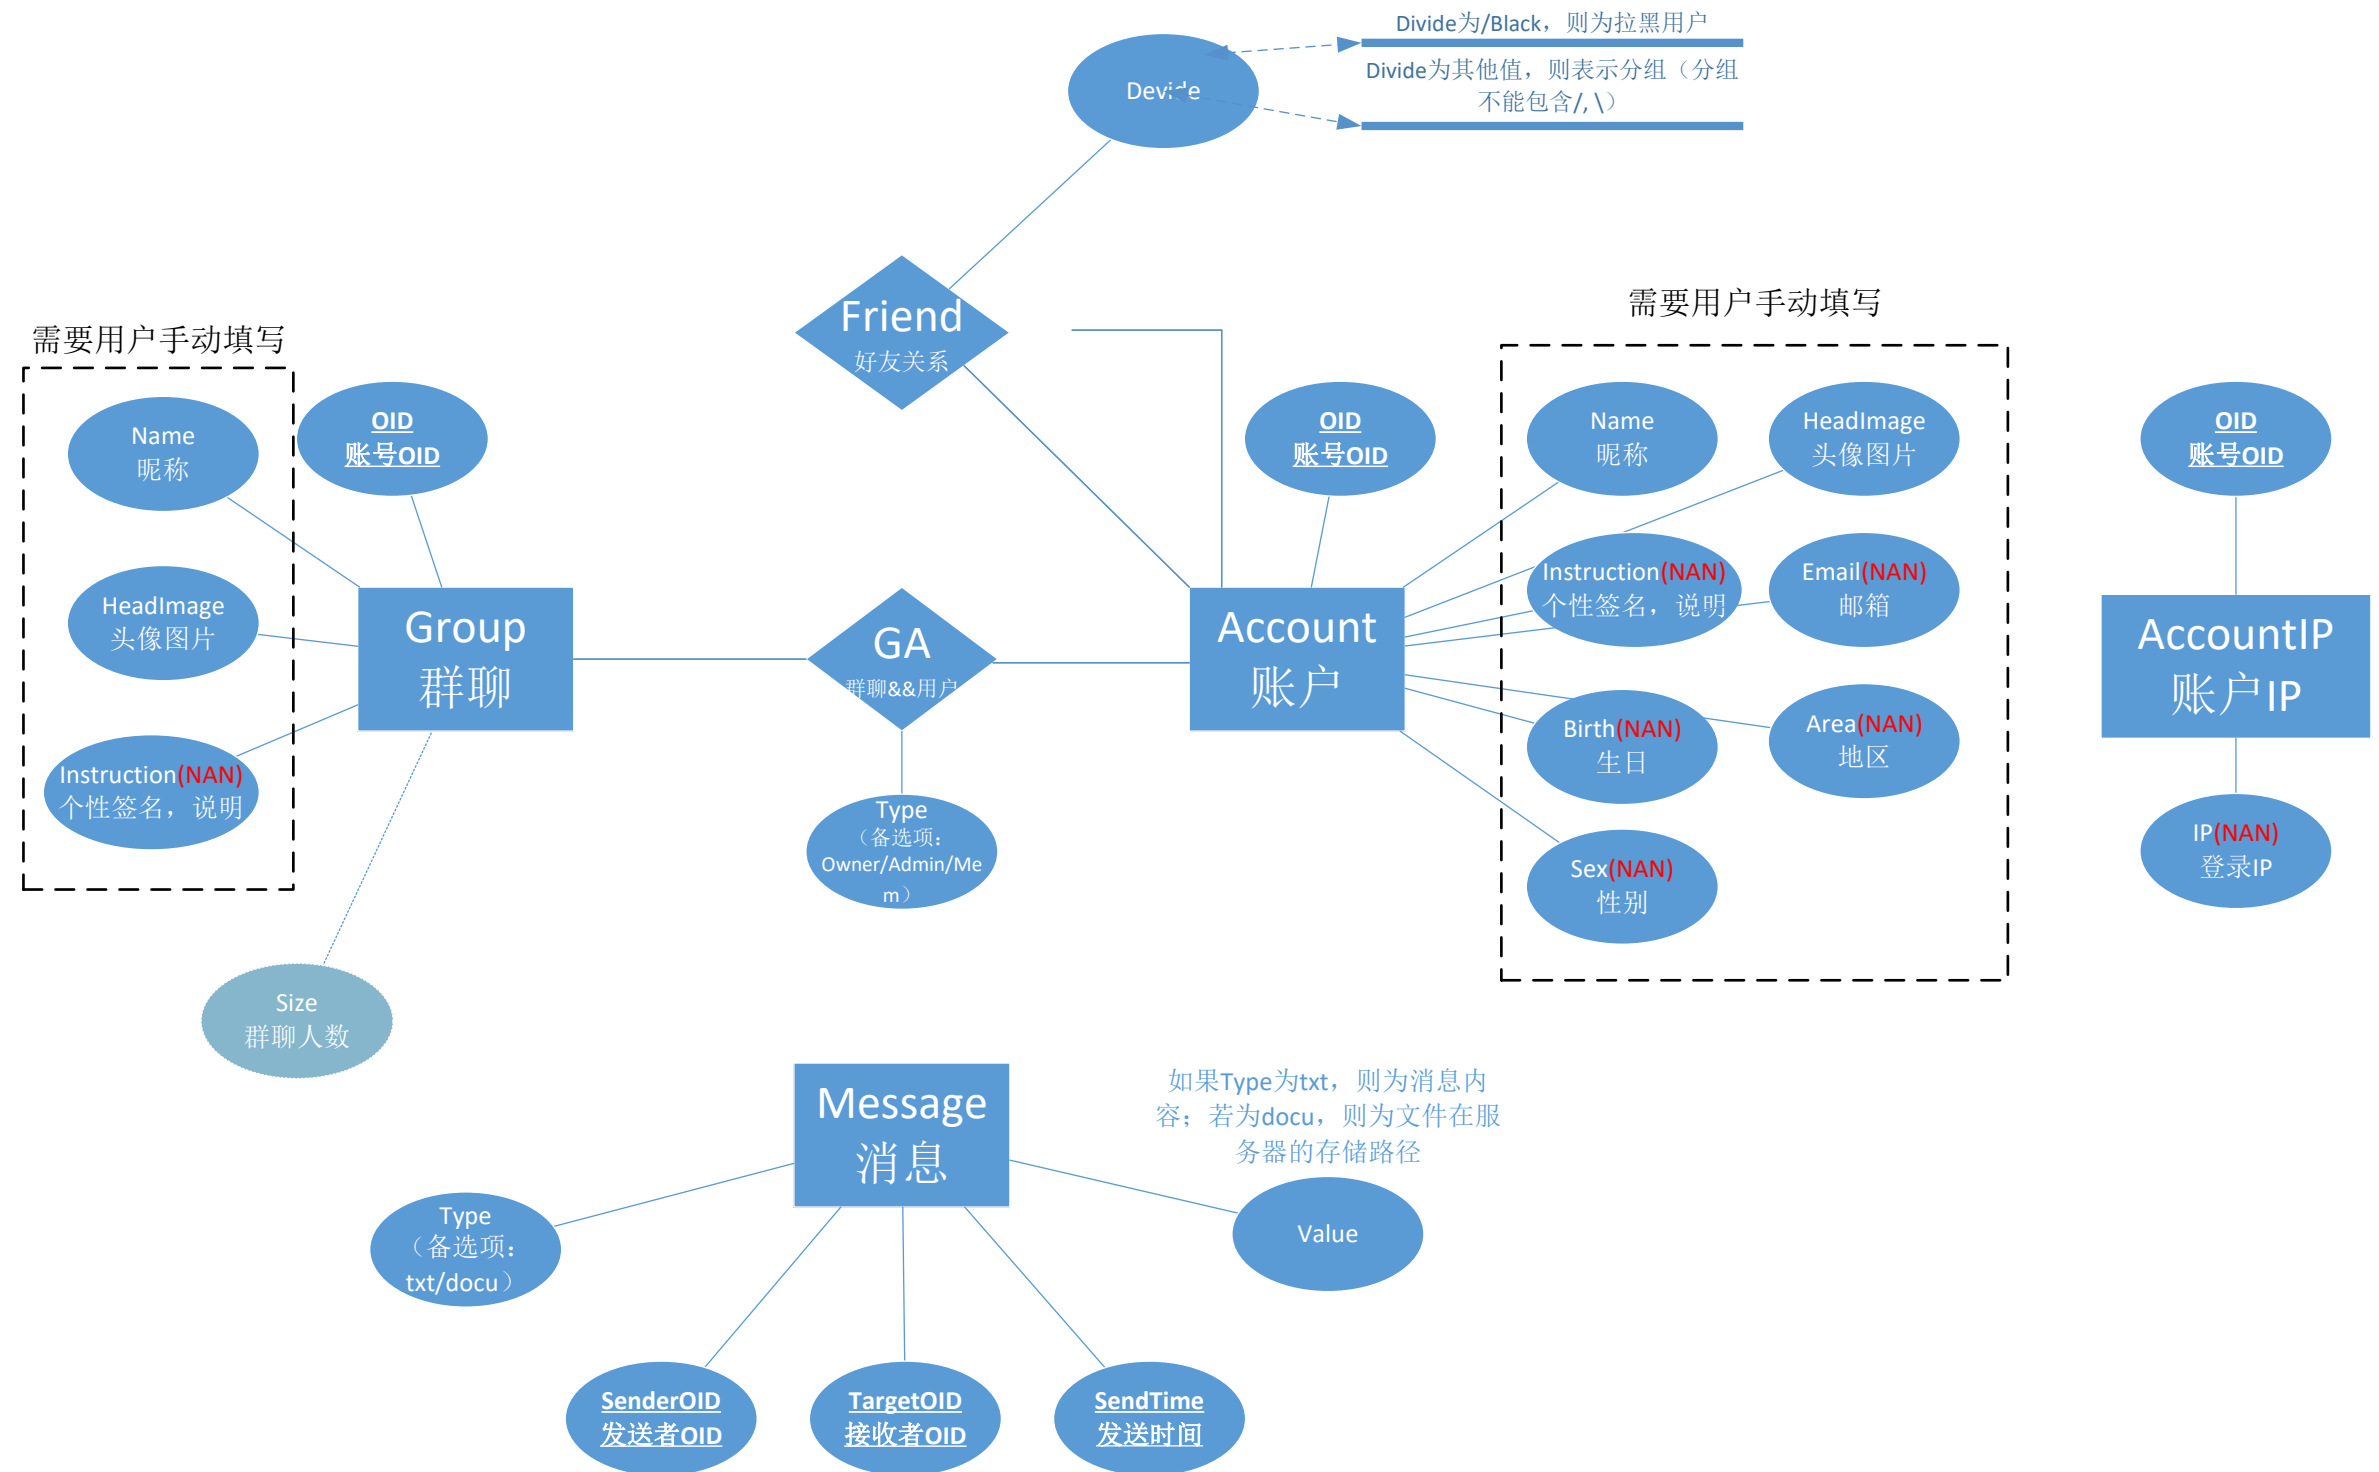 Divide为/Black，则为拉黑用户
Divide为其他值，则表示分组（分组
不能包含/, \）
Devide
Friend
好友关系
需要用户手动填写
需要用户手动填写
Name
昵称
OID
账号OID
HeadImage
头像图片
Instruction(NAN)
个性签名，说明
Group
群聊
Size
群聊人数
GA
群聊&&用户
Type
（备选项：
Owner/Admin/Me
m）
OID
账号OID
Account
账户
Name
昵称
HeadImage
头像图片
Instruction(NAN)
个性签名，说明
Email(NAN)
邮箱
Birth(NAN)
生日
Area(NAN)
地区
Sex(NAN)
性别
OID
账号OID
AccountIP
账户IP
IP(NAN)
登录IP
Message
消息
如果Type为txt，则为消息内
容；若为docu，则为文件在服
务器的存储路径
Type
（备选项：
txt/docu）
Value
SenderOID
发送者OID
TargetOID
接收者OID
SendTime
发送时间